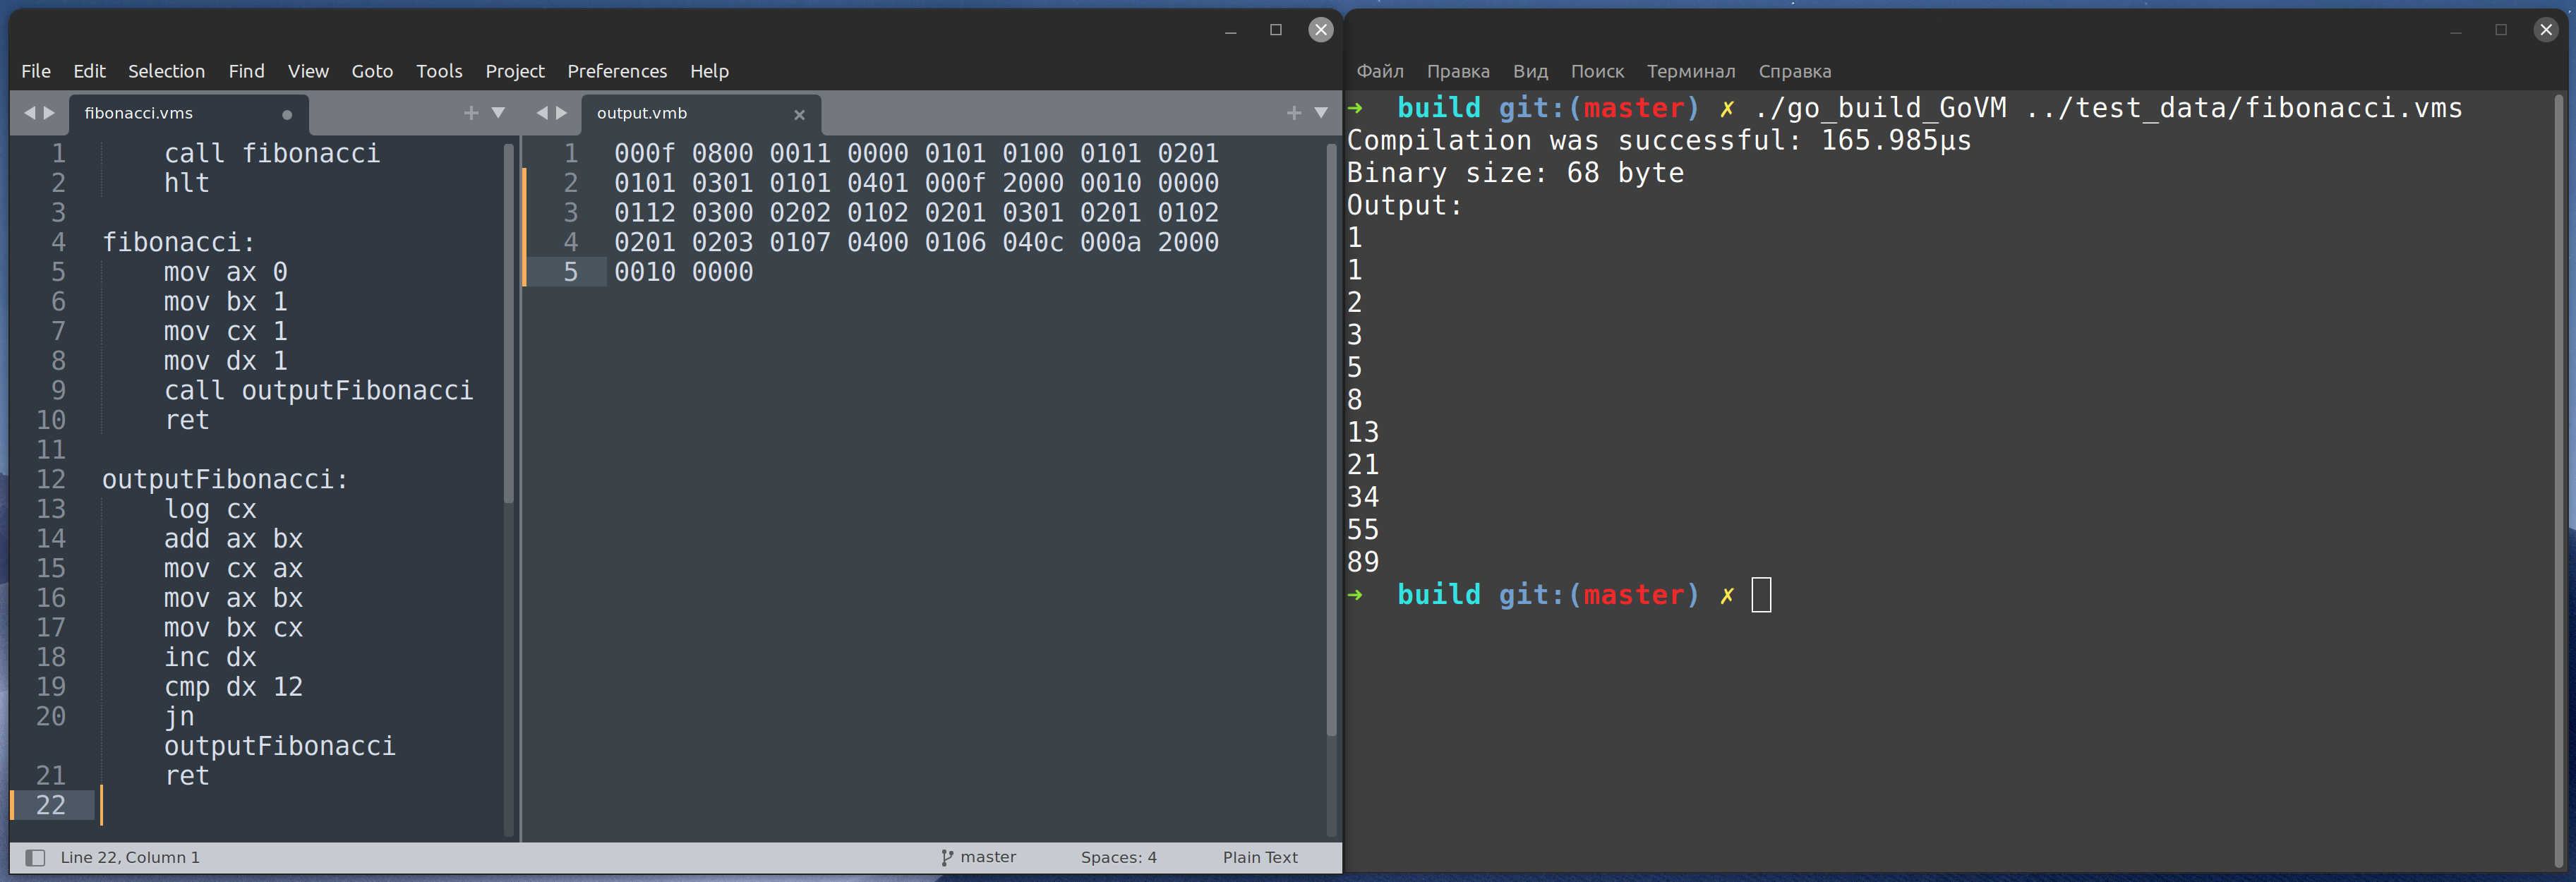 File Edit Selection Find View Goto Tools Project Preferences Help
fibonacci.vms
1 call fibonacci
2 hlt
3
4 fibonacci:
5 mov ax 0
6 mov bx 1
7 mov cx 1
8 mov dx 1
9 call outputFibonacci
10 ret
11
12 outputFibonacci:
13 log cx
14 add ax bx
15 mov cx ax
16 mov ax bx
17 mov bx cx
18 inc dx
19 cmp dx 12
20 jn
outputFibonacci
21 ret
22
output.vmb
1 000f 0800 0011 0000 0101 0100 0101 0201
2 0101 0301 0101 0401 000f 2000 0010 0000
3 0112 0300 0202 0102 0201 0301 0201 0102
4 0201 0203 0107 0400 0106 040c 000a 2000
5 0010 0000
Line 22, Column 1 master Spaces: 4 Plain Text
Файл Правка Вид Поиск Терминал Справка
➜ build git:(master) ✗ ./go_build_GoVM ../test_data/fibonacci.vms
Compilation was successful: 165.985µs
Binary size: 68 byte
Output:
1
1
2
3
5
8
13
21
34
55
89
➜ build git:(master) ✗